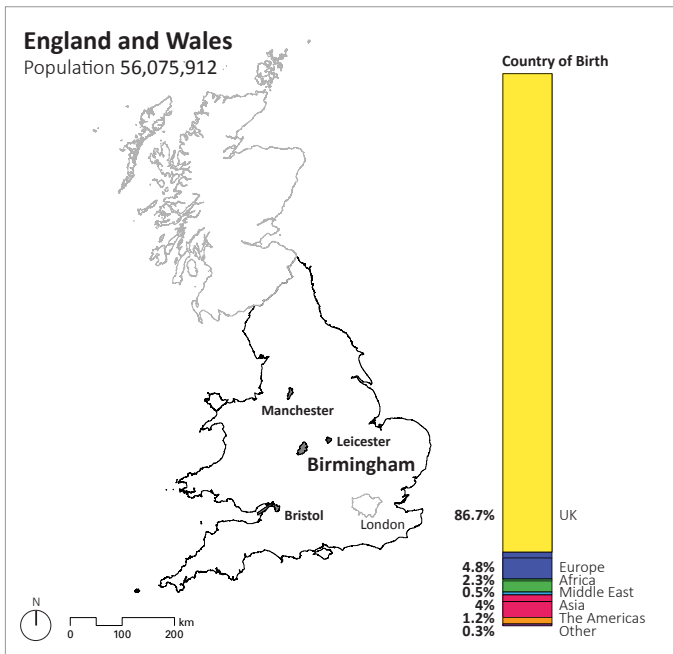 England and Wales
Population 56,075,912
Country of Birth
Manchester
Leicester
Birmingham
Bristol
London
86.7% UK
4.8% Europe
2.3% Africa
0.5% Middle East
4% Asia
1.2% The Americas
0.3% Other
N
km
0 100 200